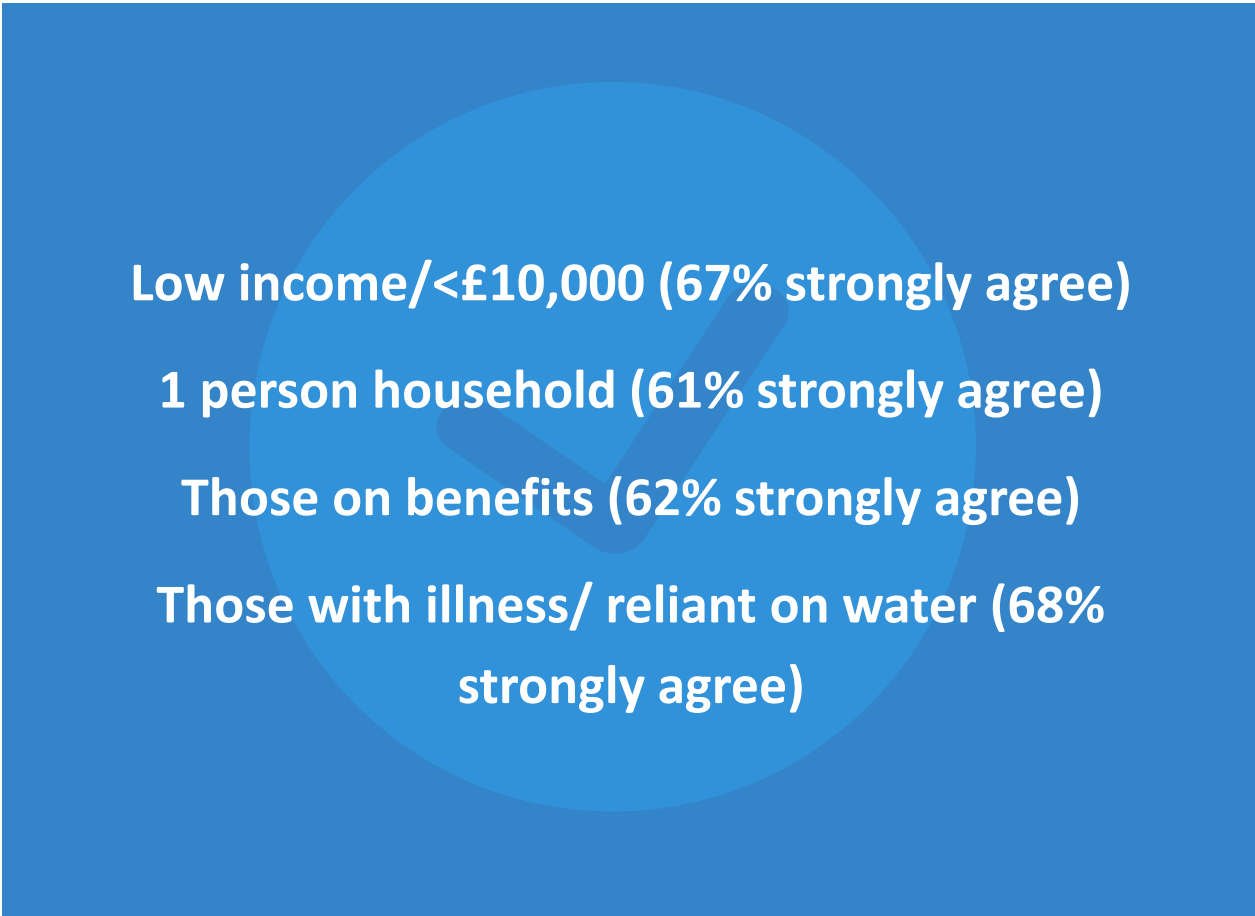 Low income/<£10,000 (67% strongly agree)
1 person household (61% strongly agree)
Those on benefits (62% strongly agree)
Those with illness/ reliant on water (68%
strongly agree)